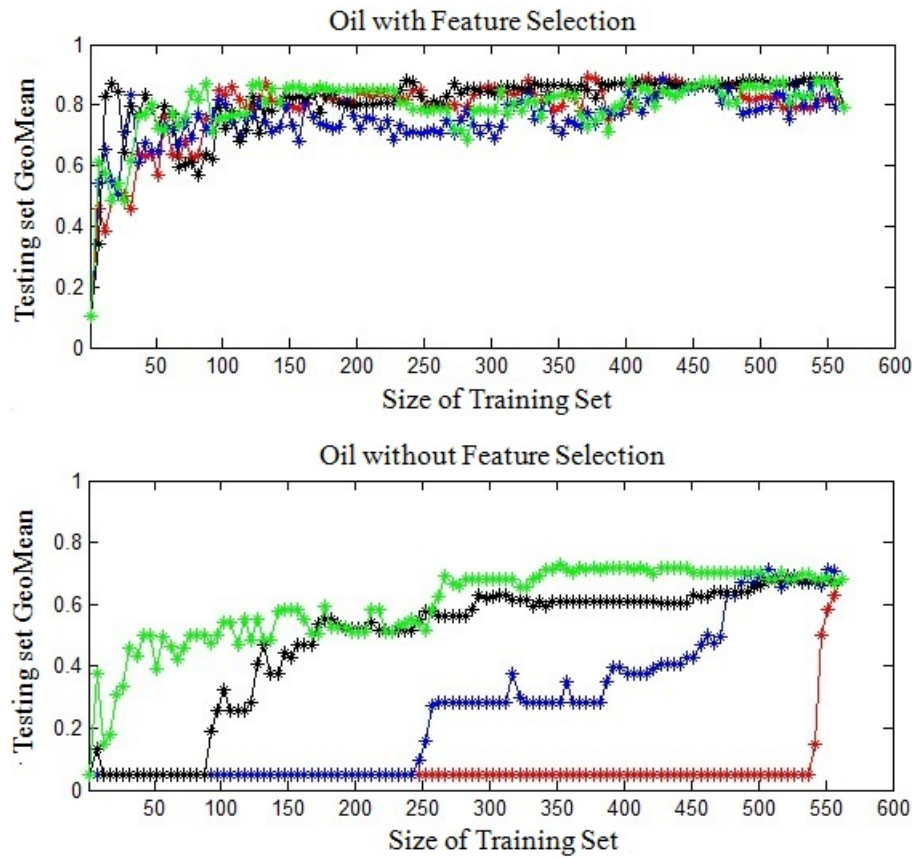 Oil with Feature Selection
Testing set GeoMean
1
0.8
0.6
0.4
0.2
0
50 100 150 200 250 300 350 400 450 500 550 600
Size of Training Set
Oil without Feature Selection
Testing set GeoMean
1
0.8
0.6
0.4
0.2
0
50 100 150 200 250 300 350 400 450 500 550 600
Size of Training Set